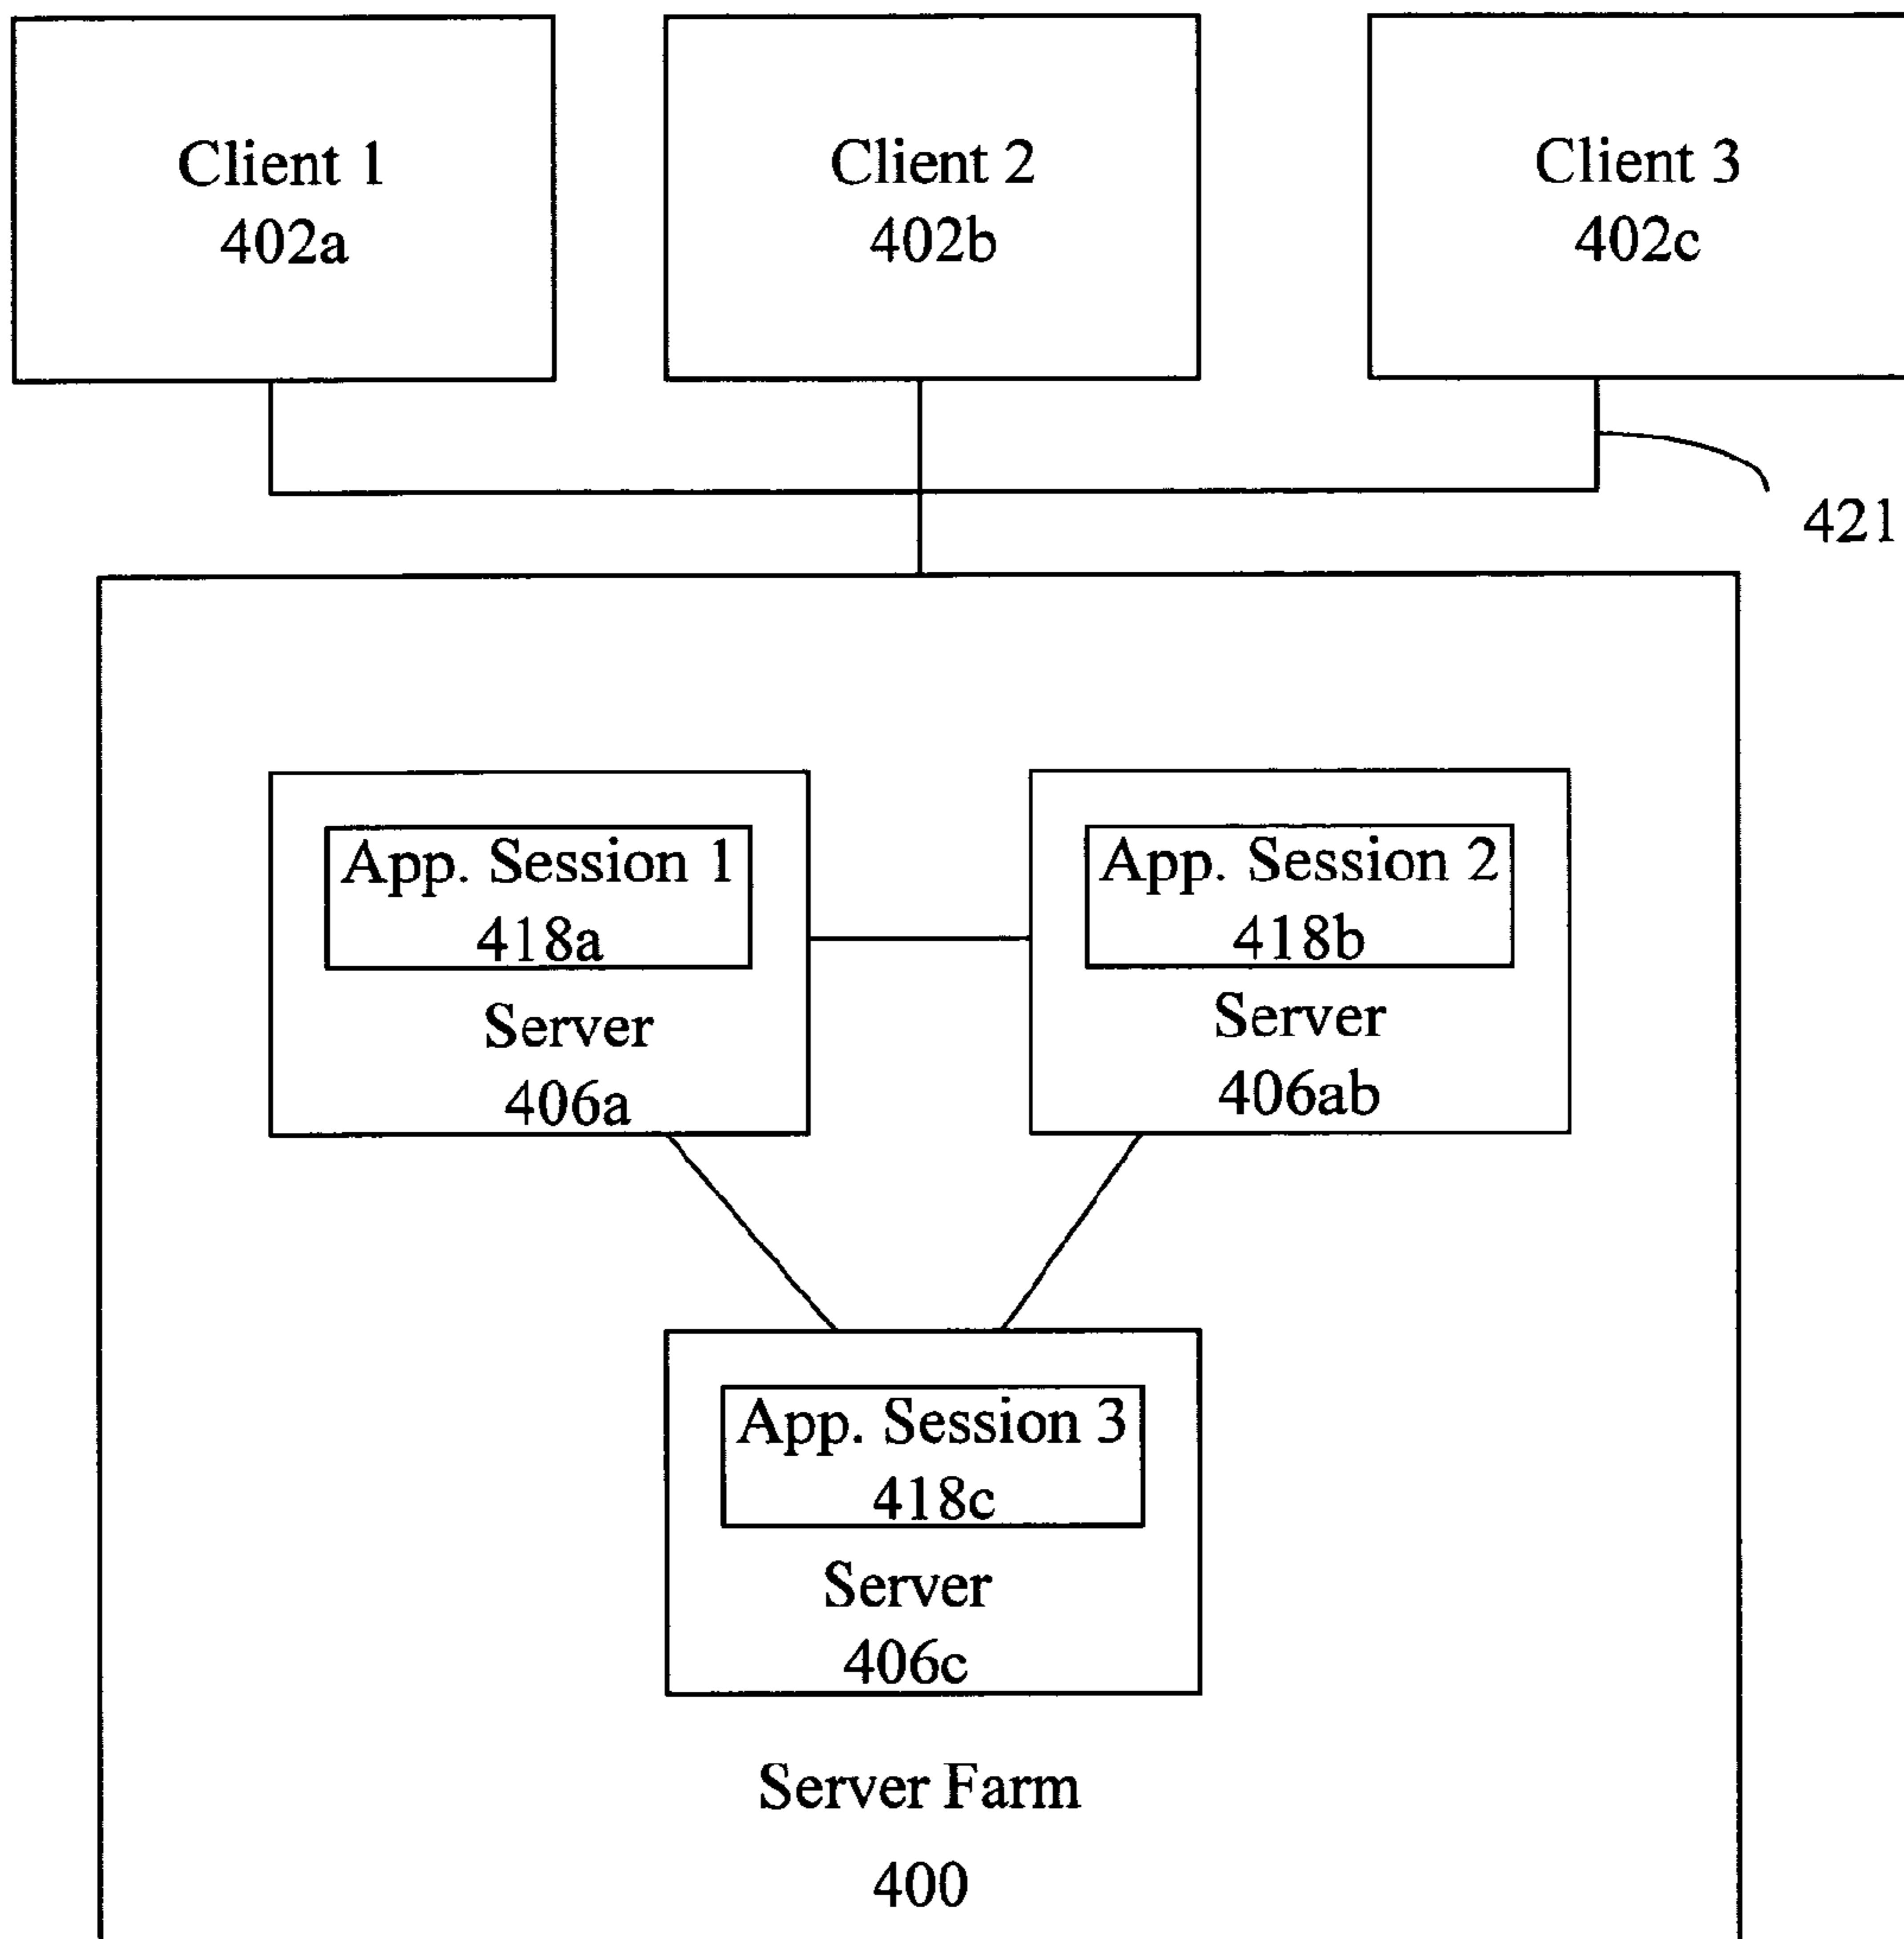 Client 1
402a
Client 2
402b
Client 3
402c
421
App. Session 1
418a
Server
406a
App. Session 2
418b
Server
406ab
App. Session 3
418c
Server
406c
Server Farm
400